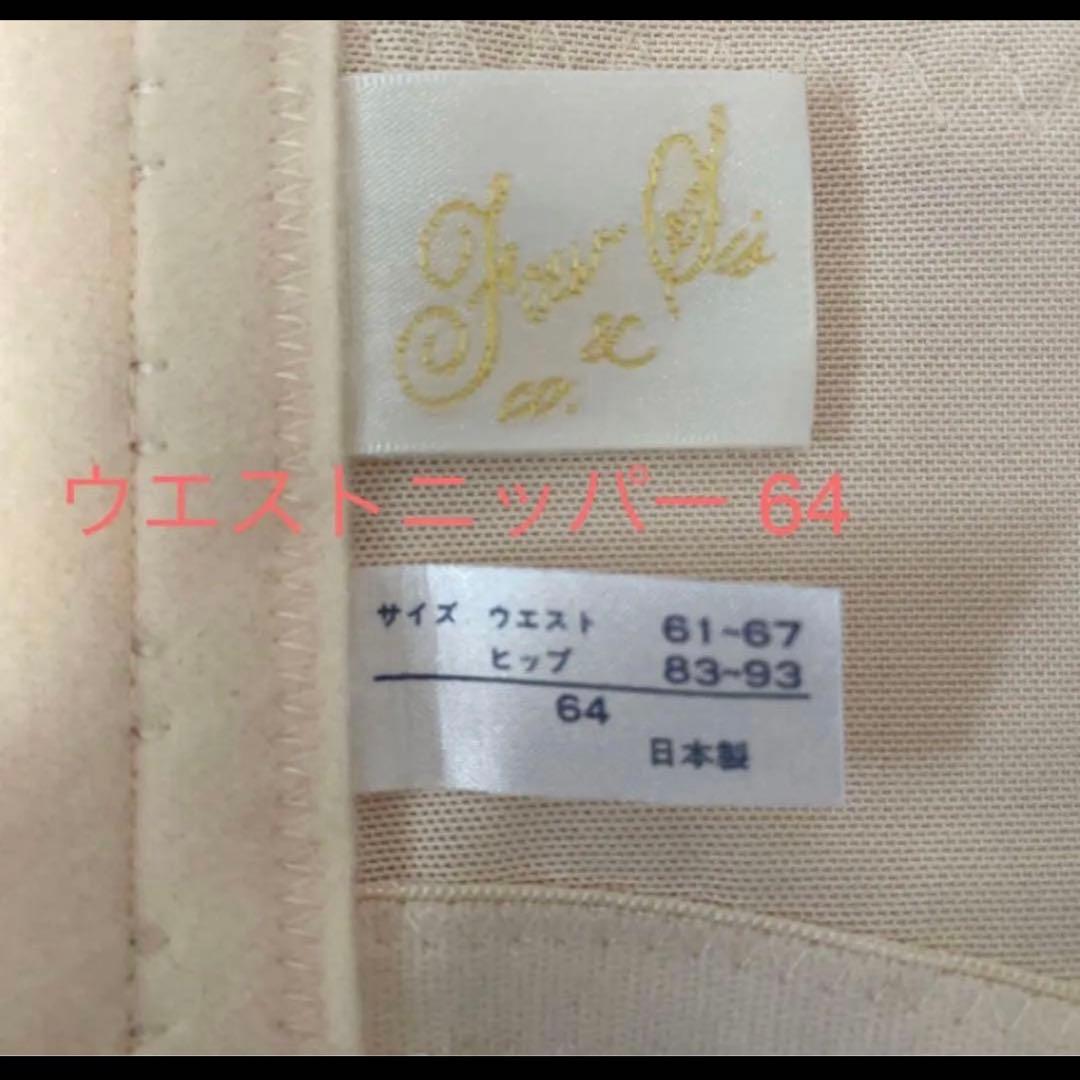 &
co.
ウエストニッパー 64
サイズ ウエスト 61~67
ヒップ 83~93
64
日本製